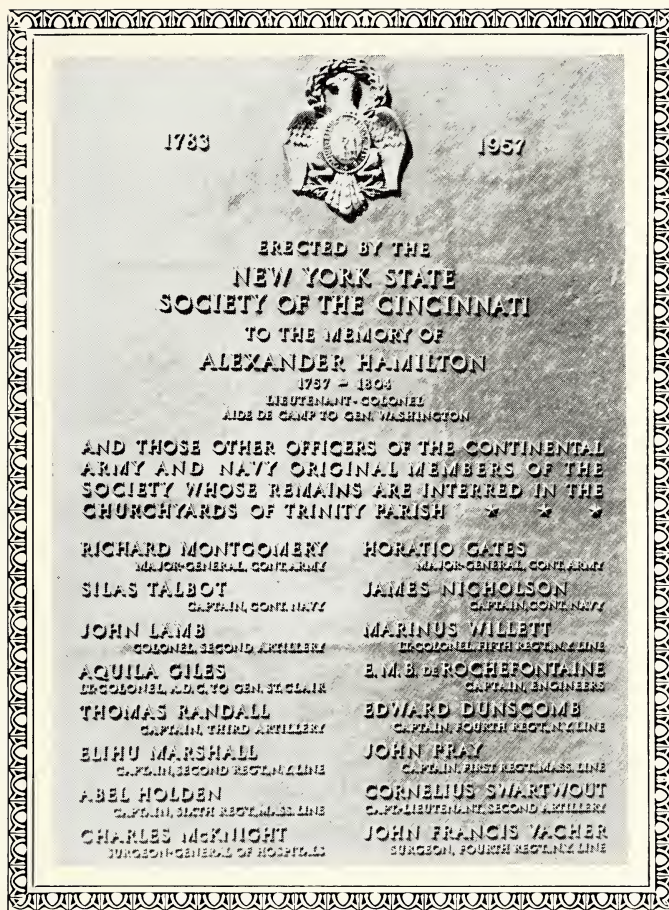 1783 1957
ERECTED BY THE
NEW YORK STATE
SOCIETY OF THE CINCINNATI
TO THE MEMORY OF
ALEXANDER HAMILTON
1757 - 1804
LIEUTENANT-COLONEL
AIDE DE CAMP TO GEN. WASHINGTON
AND THOSE OTHER OFFICERS OF THE CONTINENTAL
ARMY AND NAVY ORIGINAL MEMBERS OF THE
SOCIETY WHOSE REMAINS ARE INTERRED IN THE
CHURCHYARDS OF TRINITY PARISH ★ ★ ★
RICHARD MONTGOMERY
MAJOR-GENERAL, CONT. ARMY
SILAS TALBOT
CAPTAIN, CONT. NAVY
JOHN LAMB
COLONEL, SECOND ARTILLERY
AQUILA GILES
LT-COLONEL, A.D.C. TO GEN. ST. CLAIR
THOMAS RANDALL
CAPTAIN, THIRD ARTILLERY
ELIHU MARSHALL
CAPTAIN, SECOND REGT, N.Y. LINE
ABEL HOLDEN
CAPTAIN, SIXTH REGT, MASS. LINE
CHARLES McKNIGHT
SURGEON-GENERAL OF HOSPITALS
HORATIO GATES
MAJOR-GENERAL, CONT. ARMY
JAMES NICHOLSON
CAPTAIN, CONT. NAVY
MARINUS WILLETT
LT-COLONEL, FIFTH REGT, N.Y. LINE
E. M. B. DE ROCHEFONTAINE
CAPTAIN, ENGINEERS
EDWARD DUNSCOMB
CAPTAIN, FOURTH REGT, N.Y. LINE
JOHN PRAY
CAPTAIN, FIRST REGT, MASS. LINE
CORNELIUS SWARTWOUT
CAPT-LIEUTENANT, SECOND ARTILLERY
JOHN FRANCIS VACHER
SURGEON, FOURTH REGT, N.Y. LINE